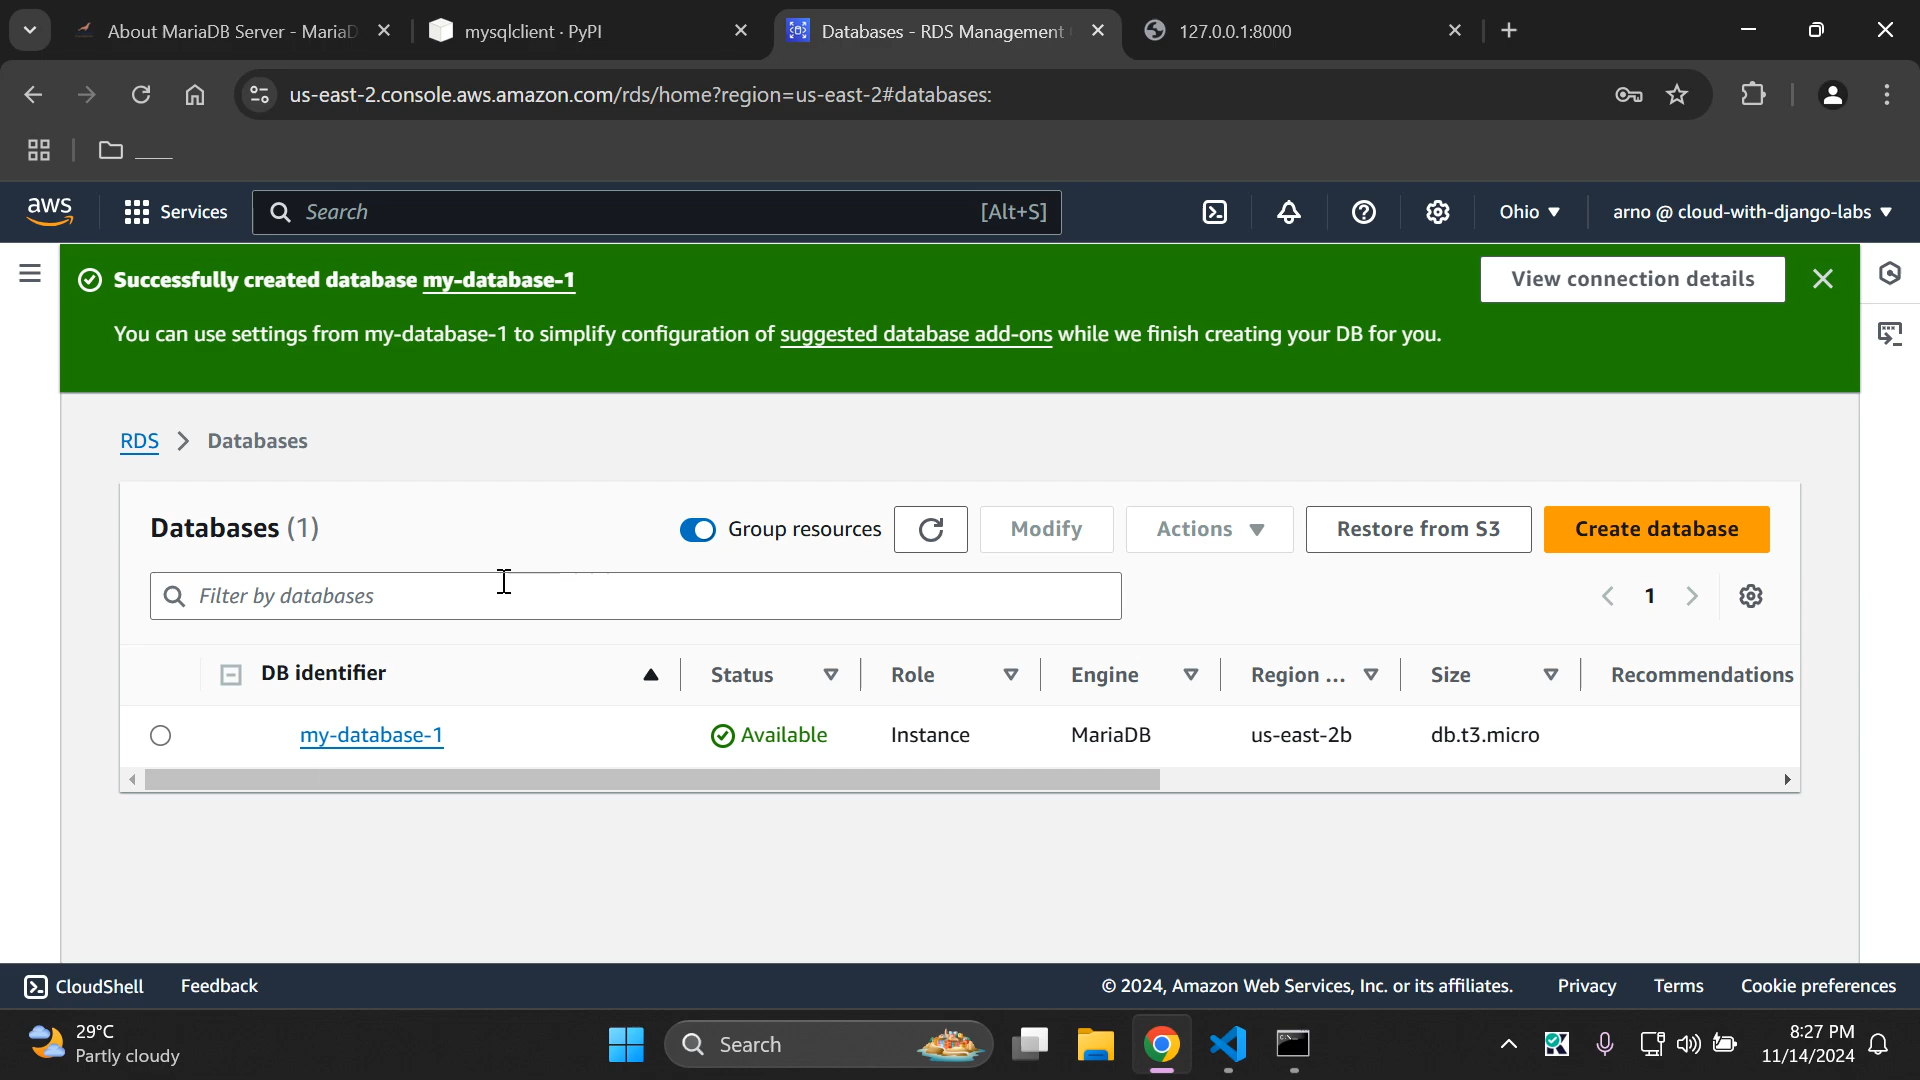 About MariaDB Server - MariaD
mysqlclient · PyPI
Databases - RDS Management
127.0.0.1:8000
us-east-2.console.aws.amazon.com/rds/home?region=us-east-2#databases:
____
aws
Services
Search
[Alt+S]
Ohio
arno @ cloud-with-django-labs
Successfully created database my-database-1
View connection details
You can use settings from my-database-1 to simplify configuration of suggested database add-ons while we finish creating your DB for you.
RDS > Databases
Databases (1)
Group resources
Modify
Actions
Restore from S3
Create database
Filter by databases
1
DB identifier
Status
Role
Engine
Region ...
Size
Recommendations
my-database-1
Available
Instance
MariaDB
us-east-2b
db.t3.micro
CloudShell
Feedback
© 2024, Amazon Web Services, Inc. or its affiliates.
Privacy
Terms
Cookie preferences
29°C
Partly cloudy
Search
8:27 PM
11/14/2024